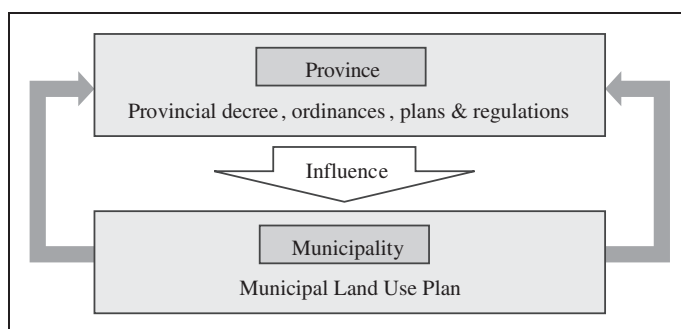 Province
Provincial decree, ordinances, plans & regulations
Influence
Municipality
Municipal Land Use Plan